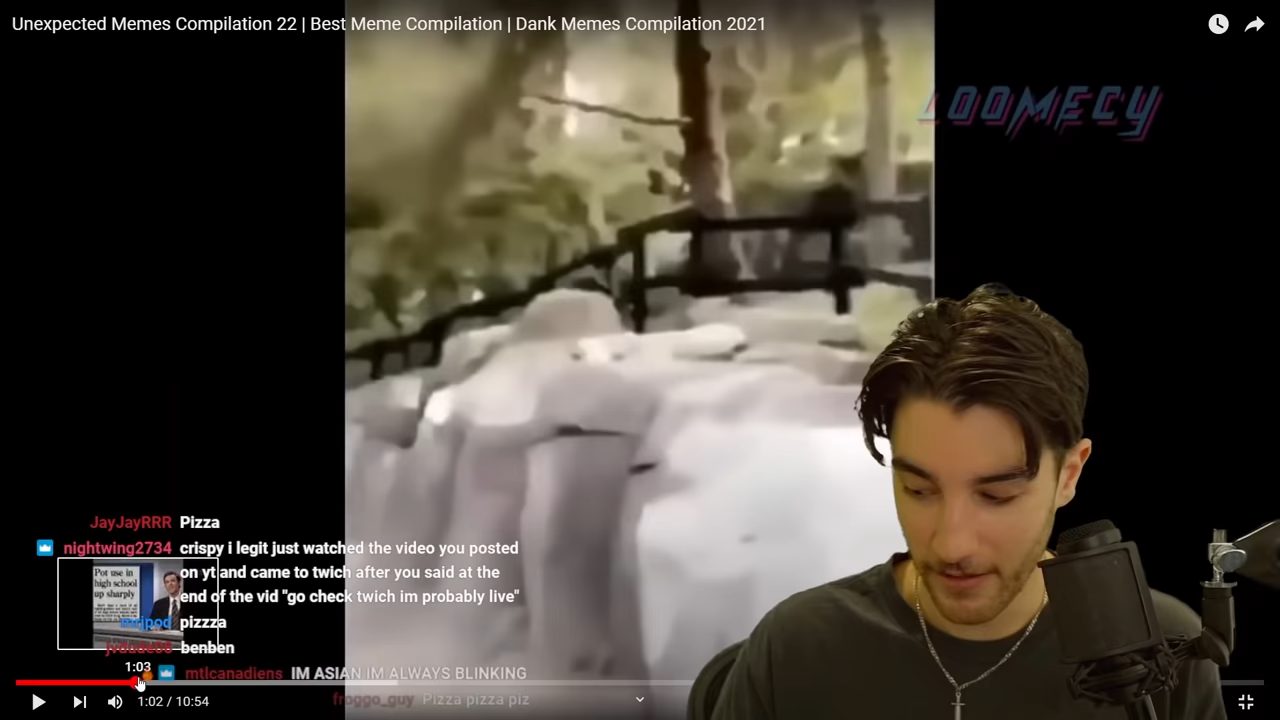 Unexpected Memes Compilation 22 | Best Meme Compilation | Dank Memes Compilation 2021
LOOMECY
JayJayRRR Pizza
nightwing2734 crispy i legit just watched the video you posted
on yt and came to twich after you said at the
end of the vid "go check twich im probably live"
Pot use in
high school
up sharply
mrjpod pizzza
benben
1:03
mtlcanadiens IM ASIAN IM ALWAYS BLINKING
froggo_guy Pizza pizza piz
1:02 / 10:54